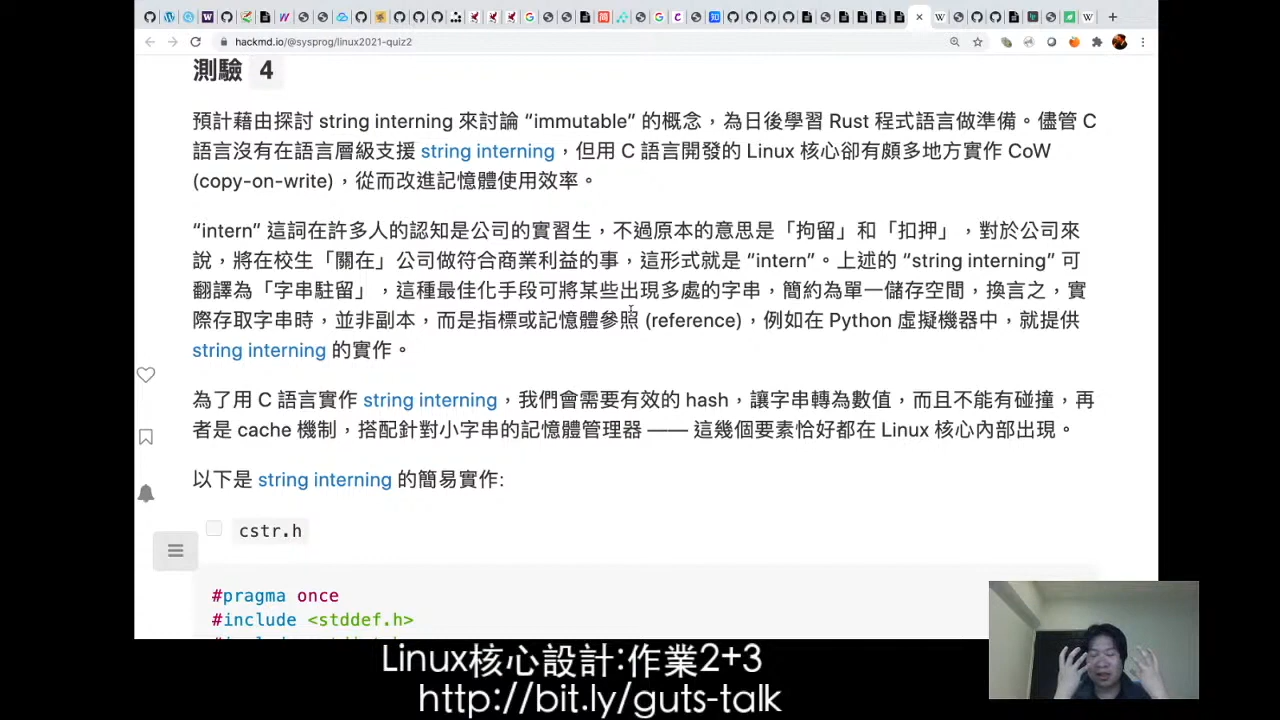 hackmd.io/@sysprog/linux2021-quiz2
測驗 4
預計藉由探討 string interning 來討論 “immutable” 的概念，為日後學習 Rust 程式語言做準備。儘管 C
語言沒有在語言層級支援 string interning，但用 C 語言開發的 Linux 核心卻有頗多地方實作 CoW
(copy-on-write)，從而改進記憶體使用效率。
“intern” 這詞在許多人的認知是公司的實習生，不過原本的意思是「拘留」和「扣押」，對於公司來
說，將在校生「關在」公司做符合商業利益的事，這形式就是 “intern”。上述的 “string interning” 可
翻譯為「字串駐留」，這種最佳化手段可將某些出現多處的字串，簡約為單一儲存空間，換言之，實
際存取字串時，並非副本，而是指標或記憶體參照 (reference)，例如在 Python 虛擬機器中，就提供
string interning 的實作。
為了用 C 語言實作 string interning，我們會需要有效的 hash，讓字串轉為數值，而且不能有碰撞，再
者是 cache 機制，搭配針對小字串的記憶體管理器 —— 這幾個要素恰好都在 Linux 核心內部出現。
以下是 string interning 的簡易實作:
cstr.h
#pragma once
#include <stddef.h>
Linux核心設計:作業2+3
http://bit.ly/guts-talk